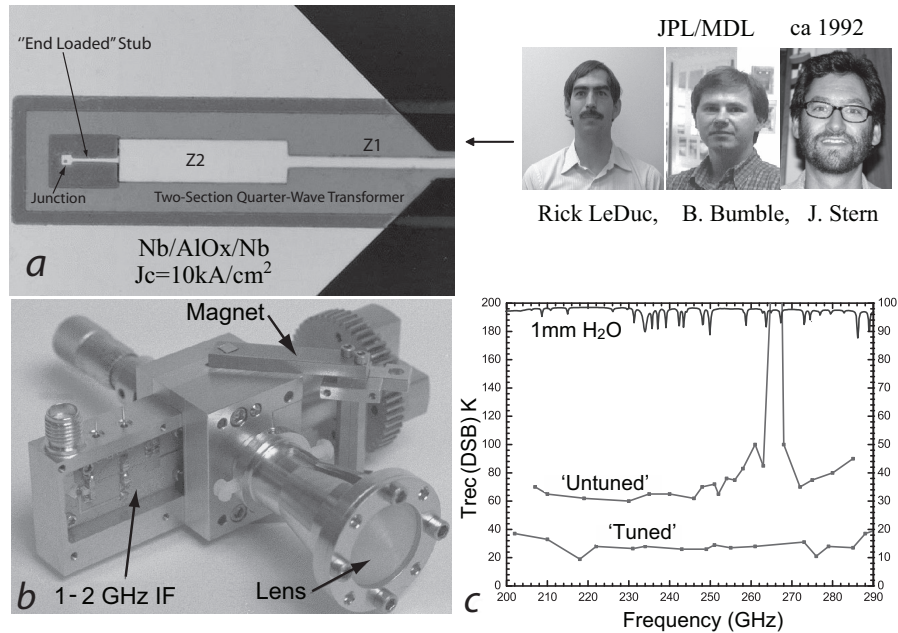 "End Loaded" Stub
Z2
Z1
Junction
Two-Section Quarter-Wave Transformer
a
Nb/AlOx/Nb
Jc=10kA/cm²
JPL/MDL ca 1992
Rick LeDuc, B. Bumble, J. Stern
Magnet
1-2 GHz IF
Lens
b
200
180
160
140
120
100
80
60
40
20
0
Trec (DSB) K
1mm H₂O
'Untuned'
'Tuned'
100
90
80
70
60
50
40
30
20
10
0
200 210 220 230 240 250 260 270 280 290
Frequency (GHz)
c